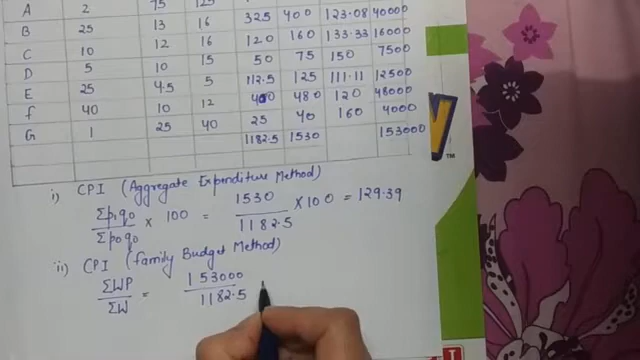 A 2 75 125
B 25 13 16 325 400 123.08 40000
C 10 12 16 120 160 133.33 16000
D 5 10 15 50 75 150 7500
E 25 4.5 5 112.5 125 111.11 12500
f 40 10 12 400 480 120 48000
G 1 25 40 25 40 160 4000
1182.5 1530 153000
i) CPI (Aggregate Expenditure Method)
Σp₁q₀ / Σp₀q₀ × 100 = 1530 / 1182.5 × 100 = 129.39
ii) CPI (family Budget Method)
ΣWP / ΣW = 153000 / 1182.5
y
TM
T